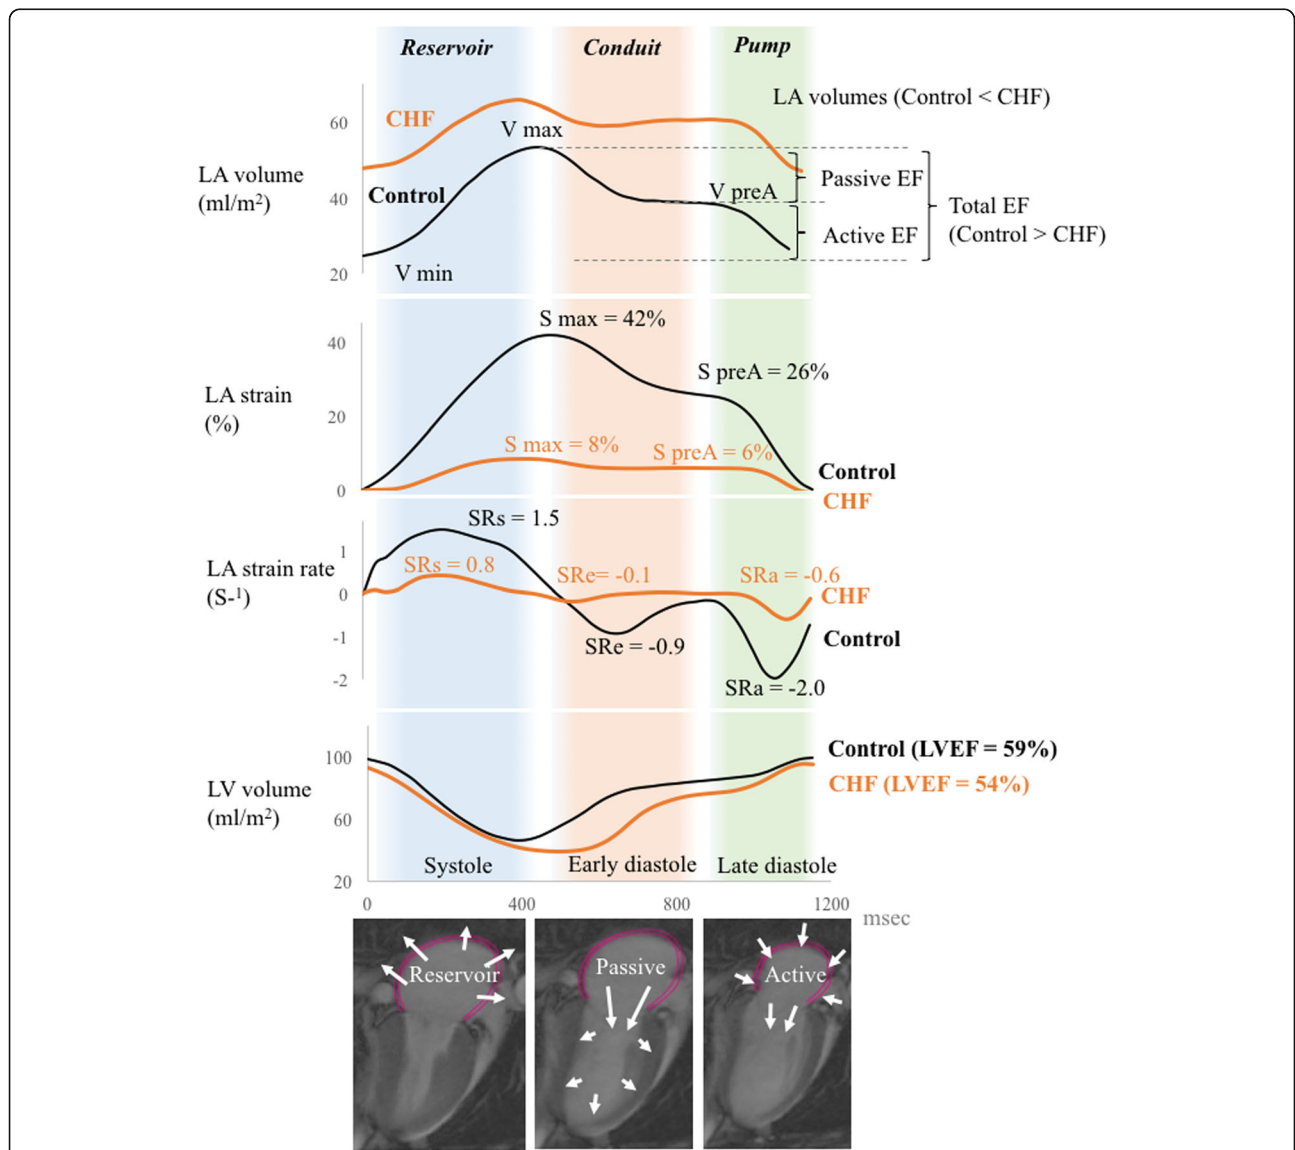 Reservoir Conduit Pump
LA volumes (Control < CHF)
CHF
60
V max
LA volume
(ml/m²)
Passive EF
Control
40
V preA
Total EF
(Control > CHF)
Active EF
V min
20
S max = 42%
40
S preA = 26%
LA strain
(%)
20
S max = 8%
S preA = 6%
Control
0
CHF
SRs = 1.5
1
LA strain rate
(S-¹)
SRs = 0.8
SRe= -0.1
SRa = -0.6
CHF
0
-1
SRe = -0.9
Control
-2
SRa = -2.0
Control (LVEF = 59%)
100
CHF (LVEF = 54%)
LV volume
(ml/m²)
60
Systole Early diastole Late diastole
20
0 400 800 1200 msec
Reservoir Passive Active